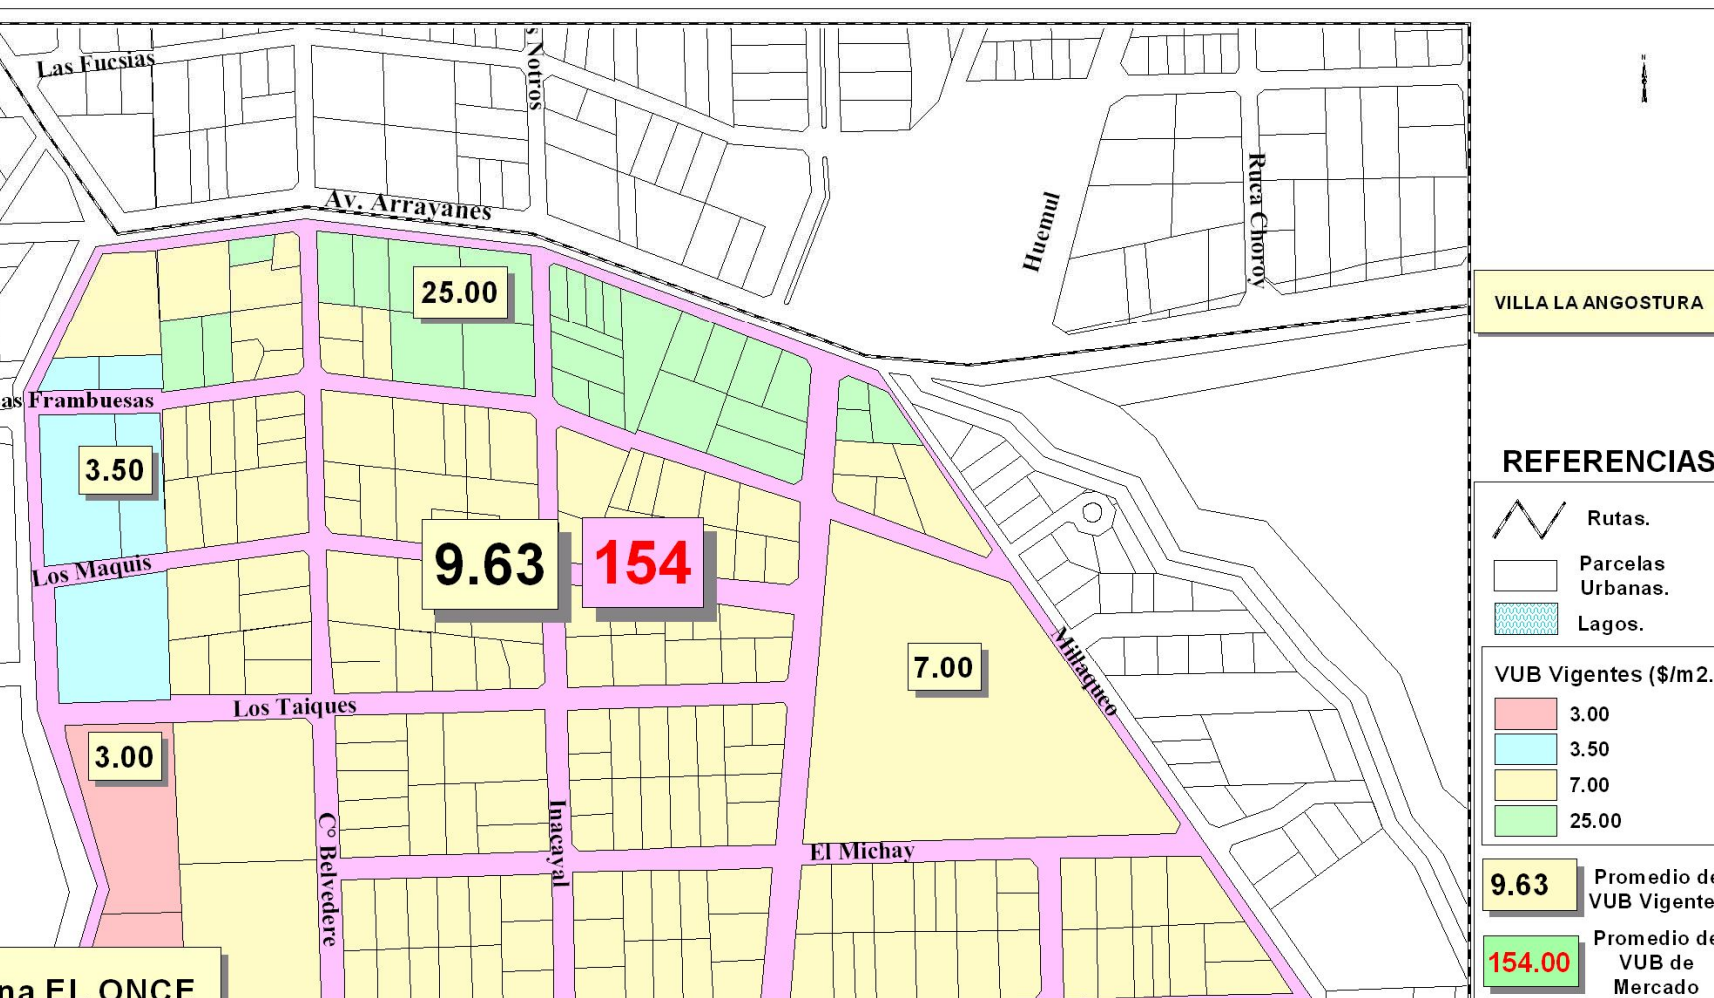 Las Fucsias
s Notros
Av. Arrayanes
Huemul
Ruca Choroy
25.00
VILLA LA ANGOSTURA
as Frambuesas
3.50
REFERENCIAS
Rutas.
Parcelas
Urbanas.
Lagos.
9.63
154
Los Maquis
7.00
Millaqueo
VUB Vigentes ($/m2.
3.00
3.50
7.00
25.00
Los Taiques
3.00
C° Belvedere
Inacayal
El Michay
9.63
Promedio de
VUB Vigente
154.00
Promedio de
VUB de
Mercado
na EL ONCE